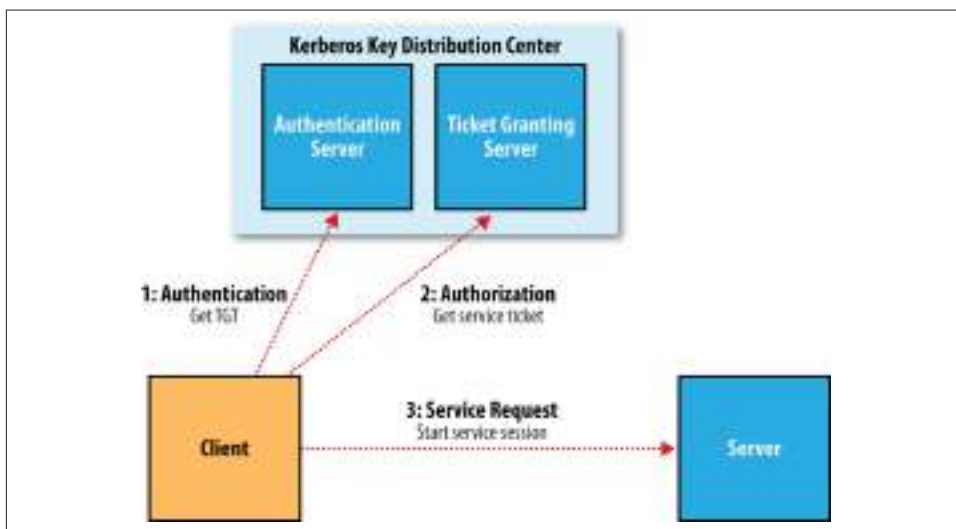 Kerberos Key Distribution Center
Authentication
Server
Ticket Granting
Server
1: Authentication
Get TGT
2: Authorization
Get service ticket
3: Service Request
Start service session
Client
Server